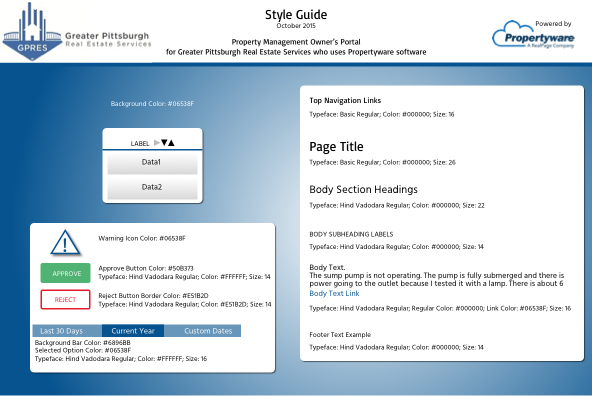 Greater Pittsburgh
Real Estate Services
GPRES
Style Guide
October 2015
Property Management Owner's Portal
for Greater Pittsburgh Real Estate Services who uses Propertyware software
Powered by
Propertyware
A RealPage Company
Background Color: #06538F
LABEL
Data1
Data2
Warning Icon Color: #06538F
APPROVE
Approve Button Color: #50B373
Typeface: Hind Vadodara Regular; Color: #FFFFFF; Size: 14
REJECT
Reject Button Border Color: #E51B2D
Typeface: Hind Vadodara Regular; Color: #E51B2D; Size: 14
Last 30 Days
Current Year
Custom Dates
Background Bar Color: #6896BB
Selected Option Color: #06538F
Typeface: Hind Vadodara Regular; Color: #FFFFFF; Size: 16
Top Navigation Links
Typeface: Basic Regular; Color: #000000; Size: 16
Page Title
Typeface: Basic Regular; Color: #000000; Size: 26
Body Section Headings
Typeface: Hind Vadodara Regular; Color: #000000; Size: 22
BODY SUBHEADING LABELS
Typeface: Hind Vadodara Regular; Color: #000000; Size: 14
Body Text.
The sump pump is not operating. The pump is fully submerged and there is
power going to the outlet because I tested it with a lamp. There is about 6
Body Text Link
Typeface: Hind Vadodara Regular; Regular Color: #000000; Link Color: #06538F; Size: 16
Footer Text Example
Typeface: Hind Vadodara Regular; Color: #000000; Size: 14